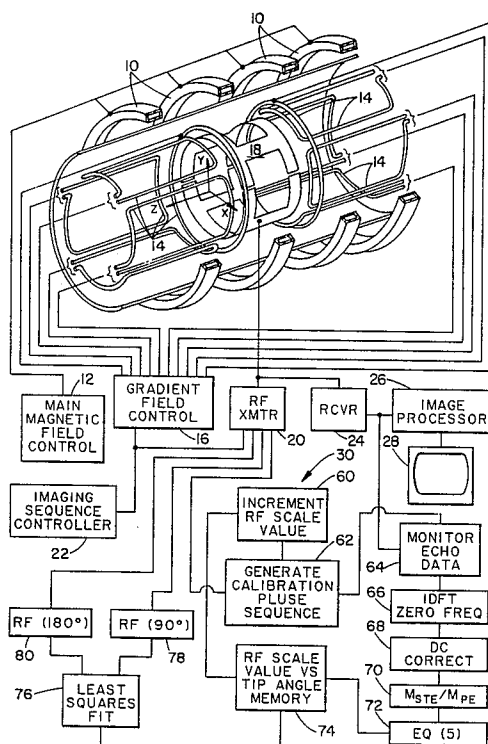 10
10
18
Y
Z
X
14
14
14
12
MAIN
MAGNETIC
FIELD
CONTROL
GRADIENT
FIELD
CONTROL
16
RF
XMTR
20
RCVR
24
26
IMAGE
PROCESSOR
28
30
60
INCREMENT
RF SCALE
VALUE
IMAGING
SEQUENCE
CONTROLLER
22
62
GENERATE
CALIBRATION
PLUSE
SEQUENCE
MONITOR
ECHO
DATA
64
66
IDFT
ZERO FREQ
68
DC
CORRECT
RF (180°)
80
RF (90°)
78
RF SCALE
VALUE VS
TIP ANGLE
MEMORY
74
70
MSTE/MPE
72
EQ (5)
76
LEAST
SQUARES
FIT